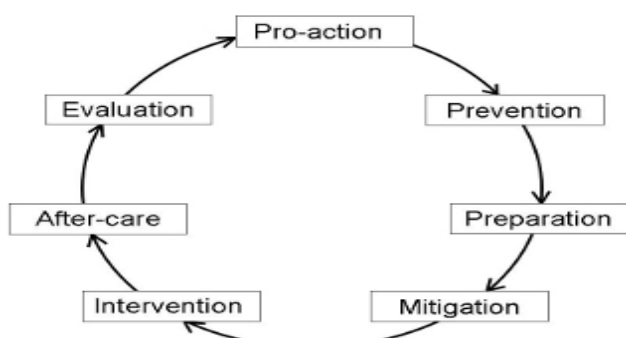 Pro-action
Evaluation
Prevention
After-care
Preparation
Intervention
Mitigation